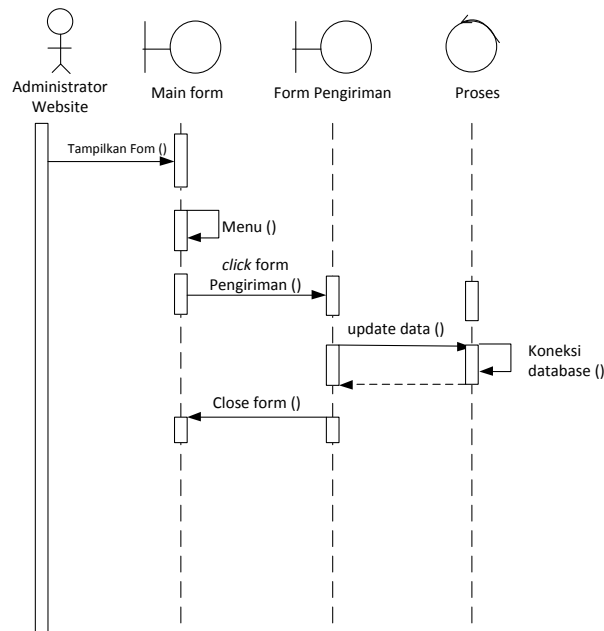 Administrator
Website
Main form
Form Pengiriman
Proses
Tampilkan Fom ()
Menu ()
click form
Pengiriman ()
update data ()
Koneksi
database ()
Close form ()